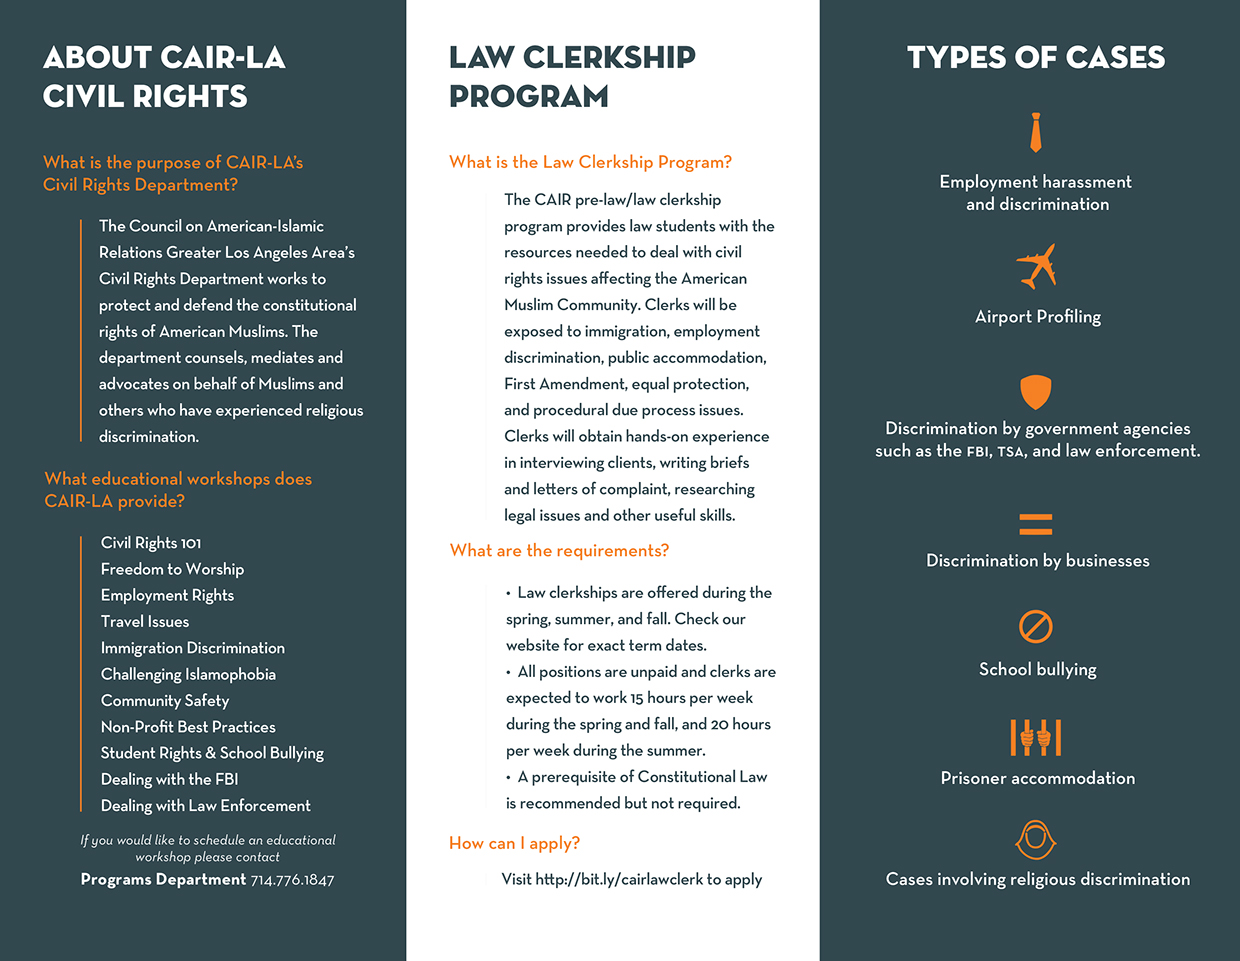 ABOUT CAIR-LA
CIVIL RIGHTS
What is the purpose of CAIR-LA's
Civil Rights Department?
The Council on American-Islamic
Relations Greater Los Angeles Area's
Civil Rights Department works to
protect and defend the constitutional
rights of American Muslims. The
department counsels, mediates and
advocates on behalf of Muslims and
others who have experienced religious
discrimination.
What educational workshops does
CAIR-LA provide?
Civil Rights 101
Freedom to Worship
Employment Rights
Travel Issues
Immigration Discrimination
Challenging Islamophobia
Community Safety
Non-Profit Best Practices
Student Rights & School Bullying
Dealing with the FBI
Dealing with Law Enforcement
If you would like to schedule an educational
workshop please contact
Programs Department 714.776.1847
LAW CLERKSHIP
PROGRAM
What is the Law Clerkship Program?
The CAIR pre-law/law clerkship
program provides law students with the
resources needed to deal with civil
rights issues affecting the American
Muslim Community. Clerks will be
exposed to immigration, employment
discrimination, public accommodation,
First Amendment, equal protection,
and procedural due process issues.
Clerks will obtain hands-on experience
in interviewing clients, writing briefs
and letters of complaint, researching
legal issues and other useful skills.
What are the requirements?
• Law clerkships are offered during the
spring, summer, and fall. Check our
website for exact term dates.
• All positions are unpaid and clerks are
expected to work 15 hours per week
during the spring and fall, and 20 hours
per week during the summer.
• A prerequisite of Constitutional Law
is recommended but not required.
How can I apply?
Visit http://bit.ly/cairlawclerk to apply
TYPES OF CASES
Employment harassment
and discrimination
Airport Profiling
Discrimination by government agencies
such as the FBI, TSA, and law enforcement.
Discrimination by businesses
School bullying
Prisoner accommodation
Cases involving religious discrimination